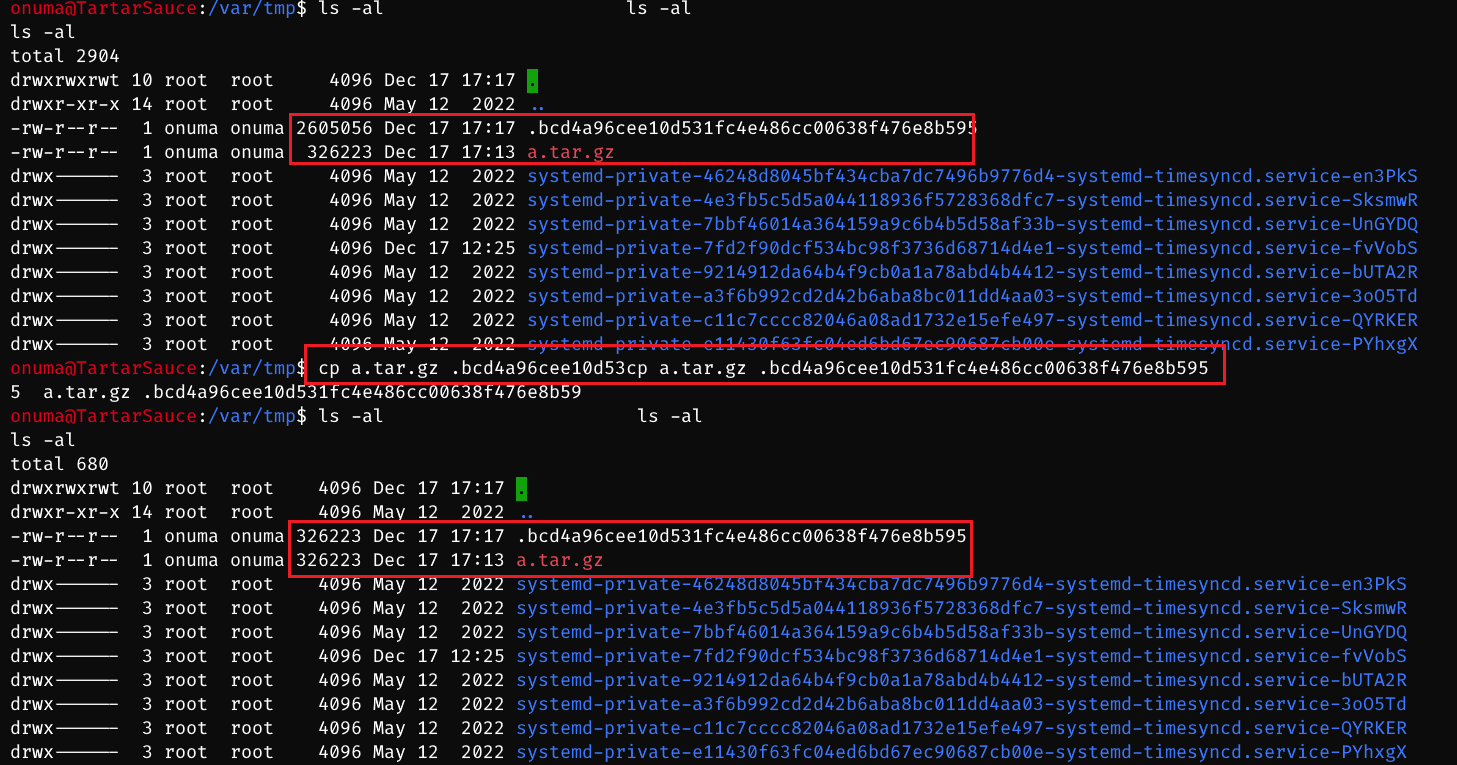 onuma@TartarSauce:/var/tmp$ ls -al                       ls -al
ls -al
total 2904
drwxrwxrwt 10 root  root     4096 Dec 17 17:17 .
drwxr-xr-x 14 root  root     4096 May 12  2022 ..
-rw-r--r--  1 onuma onuma 2605056 Dec 17 17:17 .bcd4a96cee10d531fc4e486cc00638f476e8b595
-rw-r--r--  1 onuma onuma  326223 Dec 17 17:13 a.tar.gz
drwx------  3 root  root     4096 May 12  2022 systemd-private-46248d8045bf434cba7dc7496b9776d4-systemd-timesyncd.service-en3PkS
drwx------  3 root  root     4096 May 12  2022 systemd-private-4e3fb5c5d5a044118936f5728368dfc7-systemd-timesyncd.service-SksmwR
drwx------  3 root  root     4096 May 12  2022 systemd-private-7bbf46014a364159a9c6b4b5d58af33b-systemd-timesyncd.service-UnGYDQ
drwx------  3 root  root     4096 Dec 17 12:25 systemd-private-7fd2f90dcf534bc98f3736d68714d4e1-systemd-timesyncd.service-fvVobS
drwx------  3 root  root     4096 May 12  2022 systemd-private-9214912da64b4f9cb0a1a78abd4b4412-systemd-timesyncd.service-bUTA2R
drwx------  3 root  root     4096 May 12  2022 systemd-private-a3f6b992cd2d42b6aba8bc011dd4aa03-systemd-timesyncd.service-3oO5Td
drwx------  3 root  root     4096 May 12  2022 systemd-private-c11c7cccc82046a08ad1732e15efe497-systemd-timesyncd.service-QYRKER
drwx------  3 root  root     4096 May 12  2022 systemd-private-e11430f63fc04ed6bd67ec90687cb00e-systemd-timesyncd.service-PYhxgX
onuma@TartarSauce:/var/tmp$ cp a.tar.gz .bcd4a96cee10d53cp a.tar.gz .bcd4a96cee10d531fc4e486cc00638f476e8b595
5  a.tar.gz .bcd4a96cee10d531fc4e486cc00638f476e8b59
onuma@TartarSauce:/var/tmp$ ls -al                        ls -al
ls -al
total 680
drwxrwxrwt 10 root  root    4096 Dec 17 17:17 .
drwxr-xr-x 14 root  root    4096 May 12  2022 ..
-rw-r--r--  1 onuma onuma 326223 Dec 17 17:17 .bcd4a96cee10d531fc4e486cc00638f476e8b595
-rw-r--r--  1 onuma onuma 326223 Dec 17 17:13 a.tar.gz
drwx------  3 root  root    4096 May 12  2022 systemd-private-46248d8045bf434cba7dc7496b9776d4-systemd-timesyncd.service-en3PkS
drwx------  3 root  root    4096 May 12  2022 systemd-private-4e3fb5c5d5a044118936f5728368dfc7-systemd-timesyncd.service-SksmwR
drwx------  3 root  root    4096 May 12  2022 systemd-private-7bbf46014a364159a9c6b4b5d58af33b-systemd-timesyncd.service-UnGYDQ
drwx------  3 root  root    4096 Dec 17 12:25 systemd-private-7fd2f90dcf534bc98f3736d68714d4e1-systemd-timesyncd.service-fvVobS
drwx------  3 root  root    4096 May 12  2022 systemd-private-9214912da64b4f9cb0a1a78abd4b4412-systemd-timesyncd.service-bUTA2R
drwx------  3 root  root    4096 May 12  2022 systemd-private-a3f6b992cd2d42b6aba8bc011dd4aa03-systemd-timesyncd.service-3oO5Td
drwx------  3 root  root    4096 May 12  2022 systemd-private-c11c7cccc82046a08ad1732e15efe497-systemd-timesyncd.service-QYRKER
drwx------  3 root  root    4096 May 12  2022 systemd-private-e11430f63fc04ed6bd67ec90687cb00e-systemd-timesyncd.service-PYhxgX